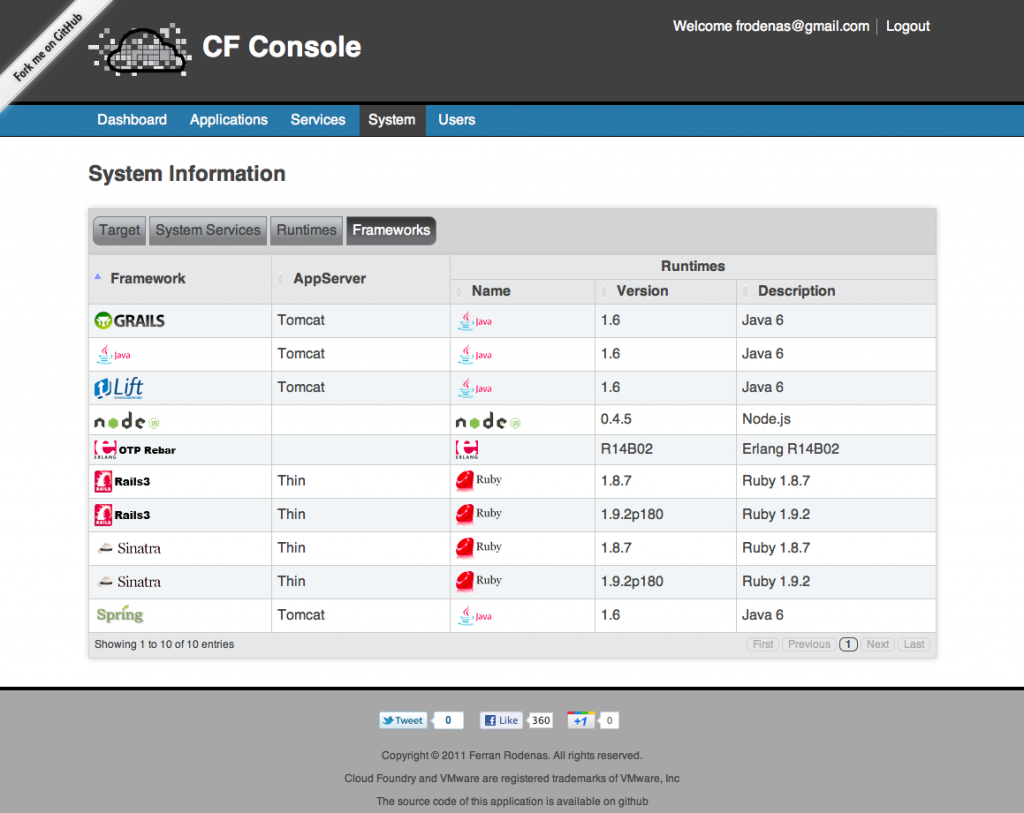 Fork me on GitHub
CF Console
Welcome frodenas@gmail.com | Logout
Dashboard Applications Services System Users
System Information
Target System Services Runtimes Frameworks
Framework AppServer Runtimes
Name Version Description
GRAILS Tomcat Java 1.6 Java 6
Java Tomcat Java 1.6 Java 6
Lift Tomcat Java 1.6 Java 6
node JS node JS 0.4.5 Node.js
ERLANG OTP Rebar ERLANG R14B02 Erlang R14B02
RAILS Rails3 Thin Ruby 1.8.7 Ruby 1.8.7
RAILS Rails3 Thin Ruby 1.9.2p180 Ruby 1.9.2
Sinatra Thin Ruby 1.8.7 Ruby 1.8.7
Sinatra Thin Ruby 1.9.2p180 Ruby 1.9.2
Spring Tomcat Java 1.6 Java 6
Showing 1 to 10 of 10 entries First Previous 1 Next Last
Tweet 0 Like 360 +1 0
Copyright © 2011 Ferran Rodenas. All rights reserved.
Cloud Foundry and VMware are registered trademarks of VMware, Inc
The source code of this application is available on github